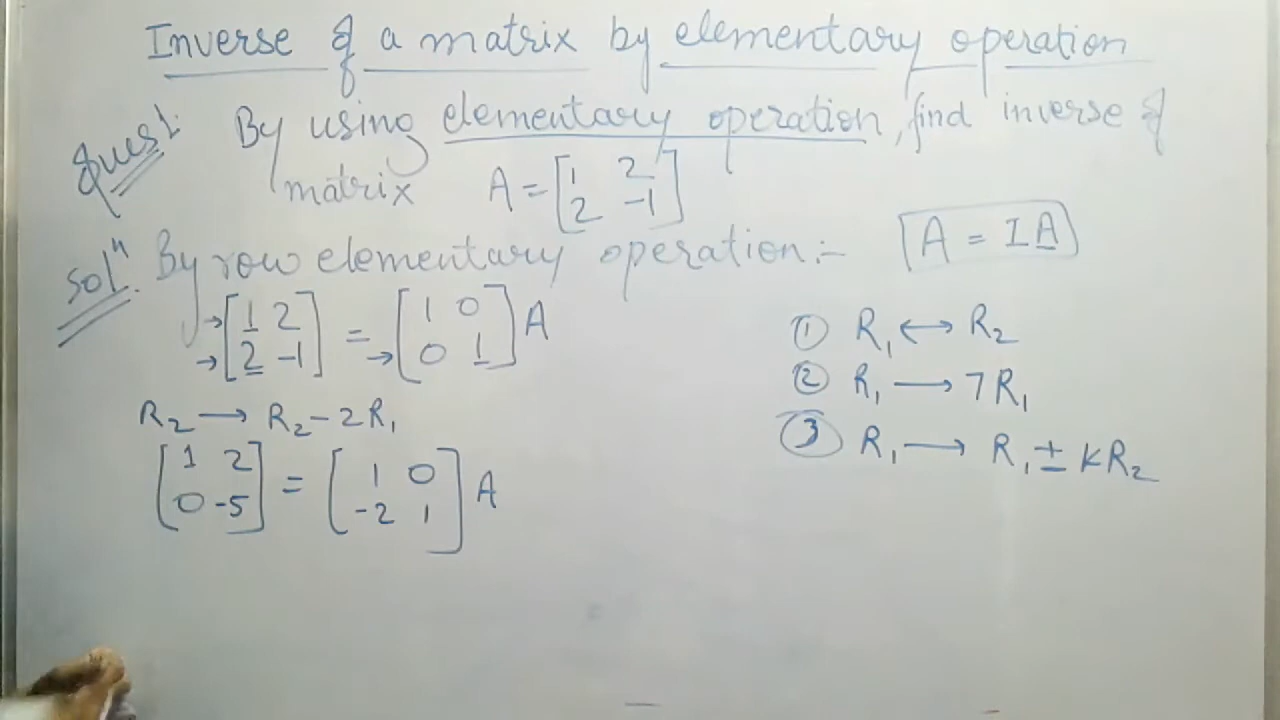 Inverse of a matrix by elementary operation
Ques1. By using elementary operation, find inverse of
matrix A = [1 2; 2 -1]
Solⁿ. By row elementary operation :- A = IA
→ [1 2; → 2 -1] = [1 0; → 0 1] A
① R₁ ↔ R₂
② R₁ → 7R₁
R₂ → R₂ - 2R₁
③ R₁ → R₁ ± kR₂
[1 2; 0 -5] = [1 0; -2 1] A